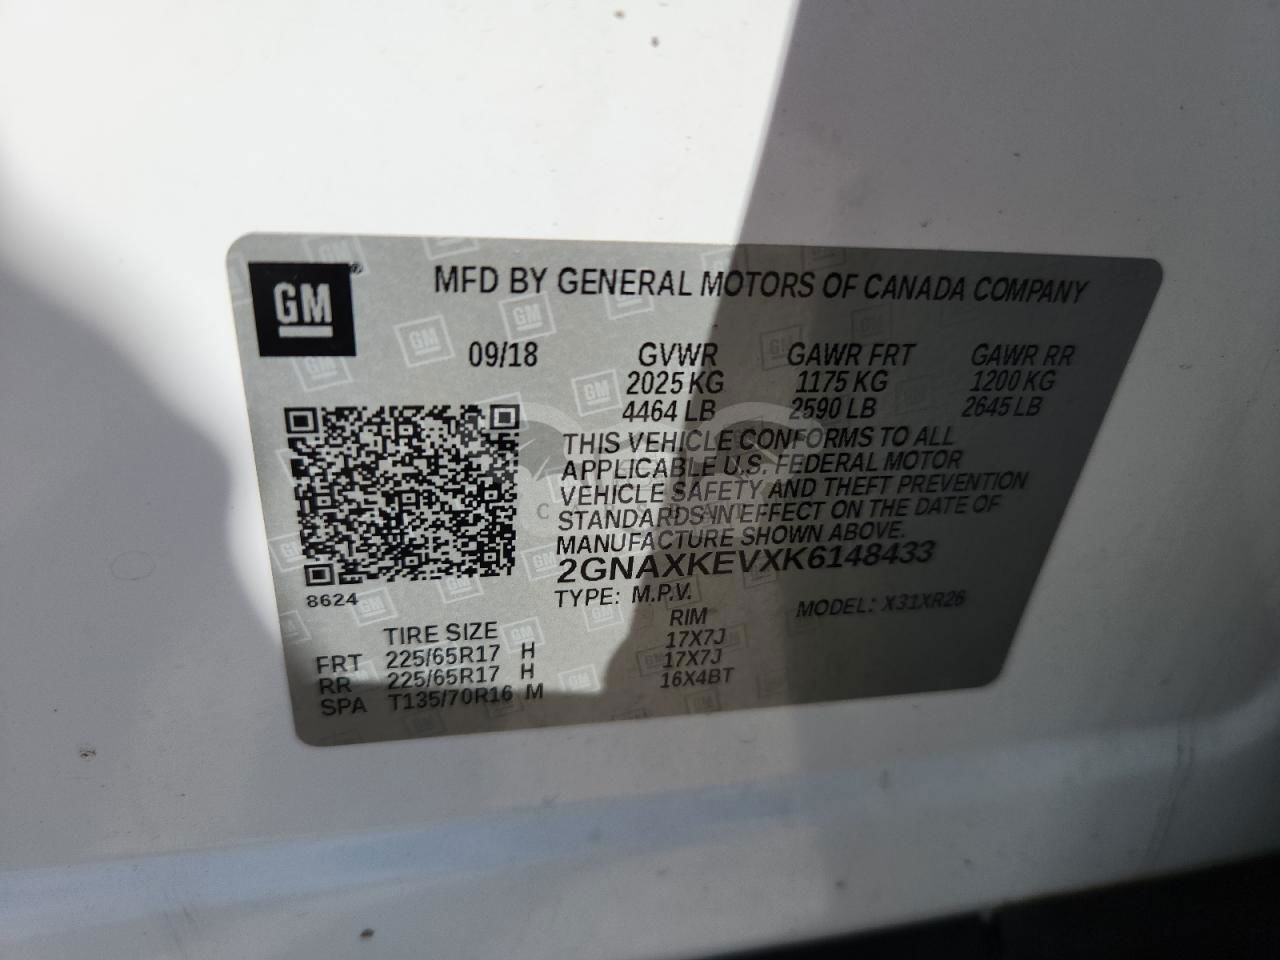 GM®
MFD BY GENERAL MOTORS OF CANADA COMPANY
09/18 GVWR GAWR FRT GAWR RR
2025 KG 1175 KG 1200 KG
4464 LB 2590 LB 2645 LB
THIS VEHICLE CONFORMS TO ALL
APPLICABLE U.S. FEDERAL MOTOR
VEHICLE SAFETY AND THEFT PREVENTION
STANDARDS IN EFFECT ON THE DATE OF
MANUFACTURE SHOWN ABOVE.
2GNAXKEVXK6148433
8624
TYPE: M.P.V. MODEL: X31XR26
TIRE SIZE RIM
FRT 225/65R17 H 17X7J
RR 225/65R17 H 17X7J
SPA T135/70R16 M 16X4BT